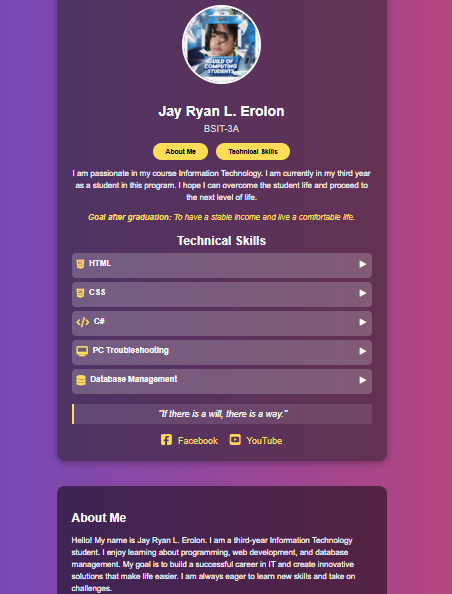 GUILD OF
COMPUTING
STUDENTS
Jay Ryan L. Erolon
BSIT-3A
About Me
Technical Skills
I am passionate in my course Information Technology. I am currently in my third year
as a student in this program. I hope I can overcome the student life and proceed to
the next level of life.
Goal after graduation: To have a stable income and live a comfortable life.
Technical Skills
HTML
CSS
C#
PC Troubleshooting
Database Management
"If there is a will, there is a way."
Facebook
YouTube
About Me
Hello! My name is Jay Ryan L. Erolon. I am a third-year Information Technology
student. I enjoy learning about programming, web development, and database
management. My goal is to build a successful career in IT and create innovative
solutions that make life easier. I am always eager to learn new skills and take on
challenges.